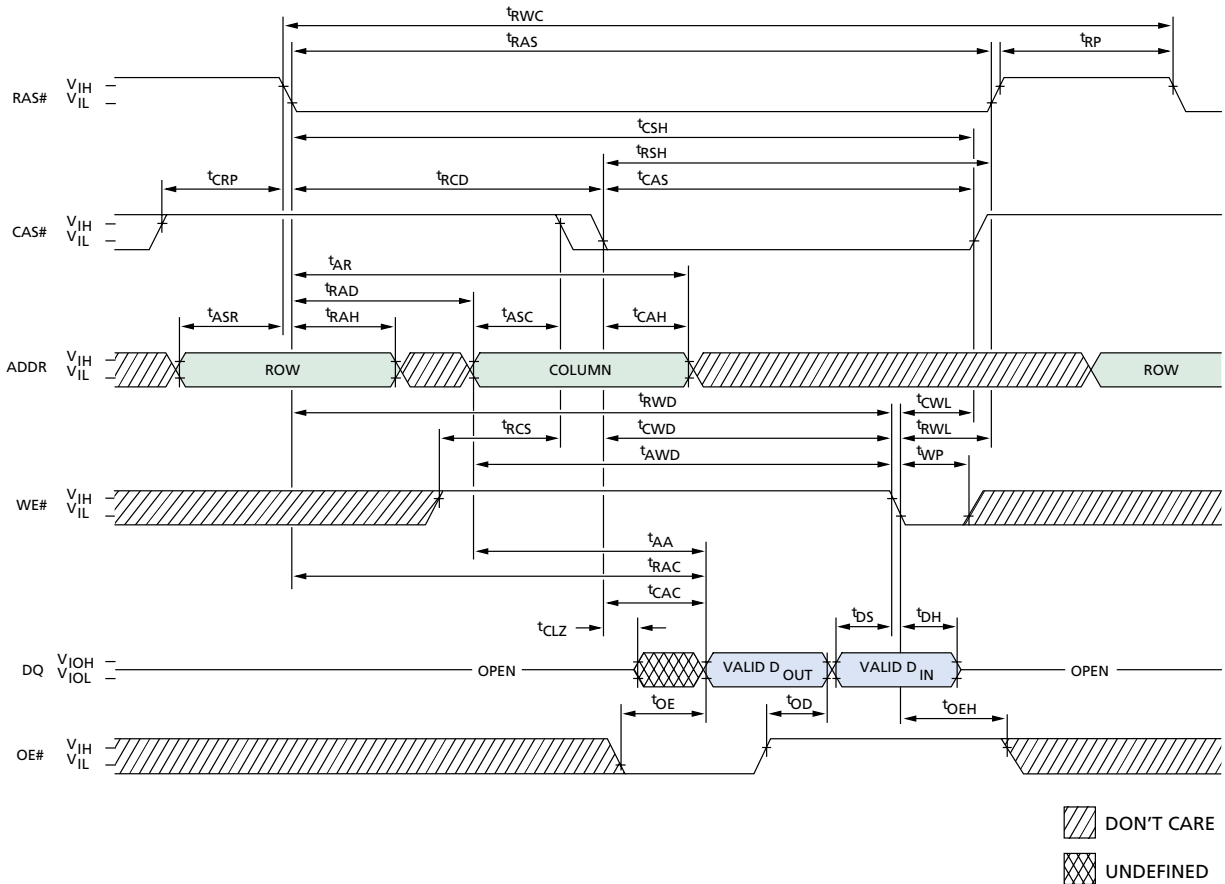 tRWC
tRAS
tRP
RAS#
VIH
VIL
tCSH
tRSH
tCRP
tRCD
tCAS
CAS#
VIH
VIL
tAR
tRAD
tASR
tRAH
tASC
tCAH
ADDR
VIH
VIL
ROW
COLUMN
ROW
tRWD
tCWL
tRCS
tCWD
tRWL
tAWD
tWP
WE#
VIH
VIL
tAA
tRAC
tCAC
tCLZ
tDS
tDH
DQ
VIOH
VIOL
OPEN
VALID DOUT
VALID DIN
OPEN
tOE
tOD
tOEH
OE#
VIH
VIL
DON'T CARE
UNDEFINED